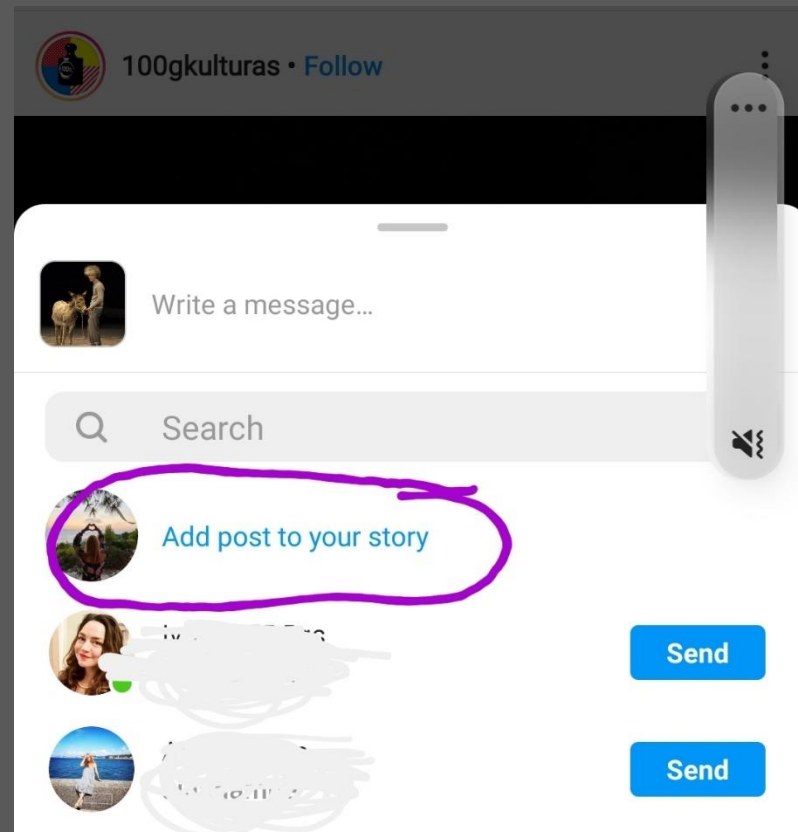 100gkulturas • Follow
Write a message...
Search
Add post to your story
Send
Send